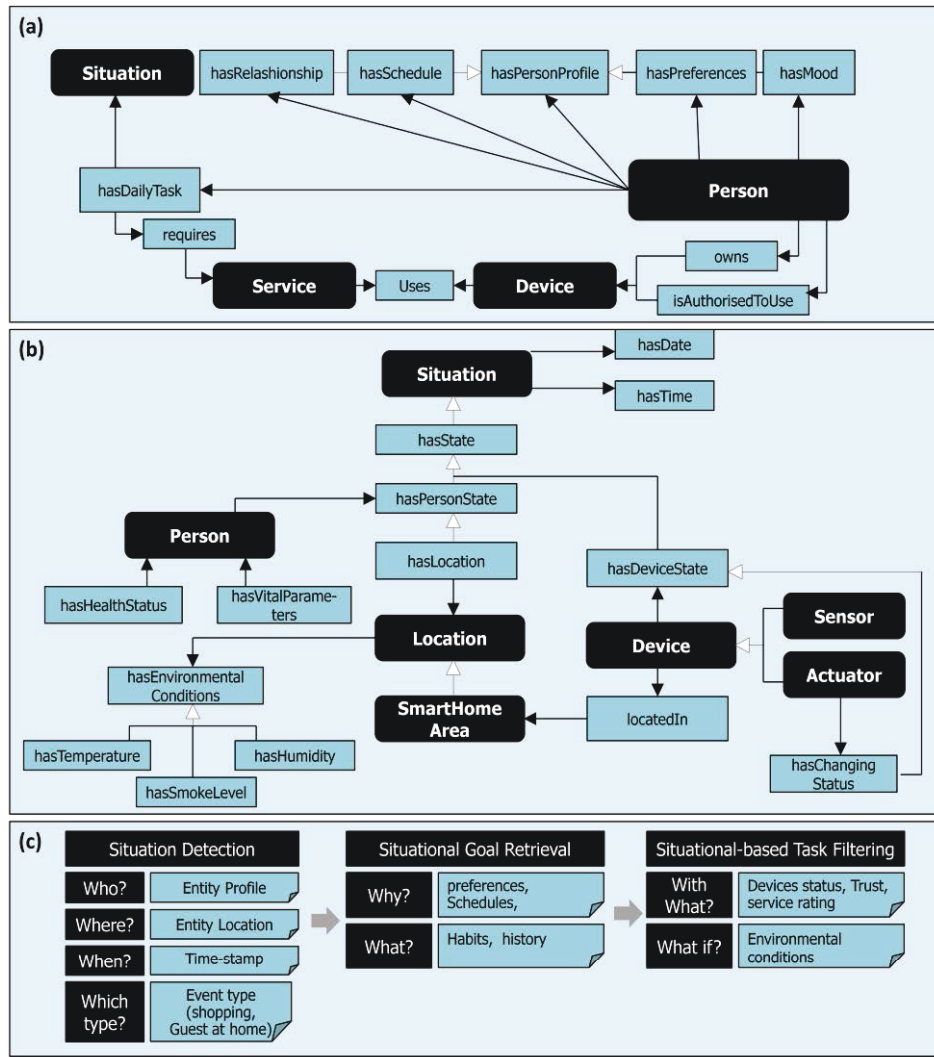 (a)
Situation
hasRelashionship
hasSchedule
hasPersonProfile
hasPreferences
hasMood
hasDailyTask
Person
requires
owns
Service
Uses
Device
isAuthorisedToUse
(b)
hasDate
Situation
hasTime
hasState
hasPersonState
Person
hasLocation
hasDeviceState
hasHealthStatus
hasVitalParame-
ters
Sensor
Location
Device
hasEnvironmental
Conditions
Actuator
SmartHome
Area
locatedIn
hasTemperature
hasHumidity
hasSmokeLevel
hasChanging
Status
(c)
Situation Detection
Who?
Entity Profile
Where?
Entity Location
When?
Time-stamp
Which
type?
Event type
(shopping,
Guest at home)
Situational Goal Retrieval
Why?
preferences,
Schedules,
What?
Habits, history
Situational-based Task Filtering
With
What?
Devices status, Trust,
service rating
What if?
Environmental
conditions